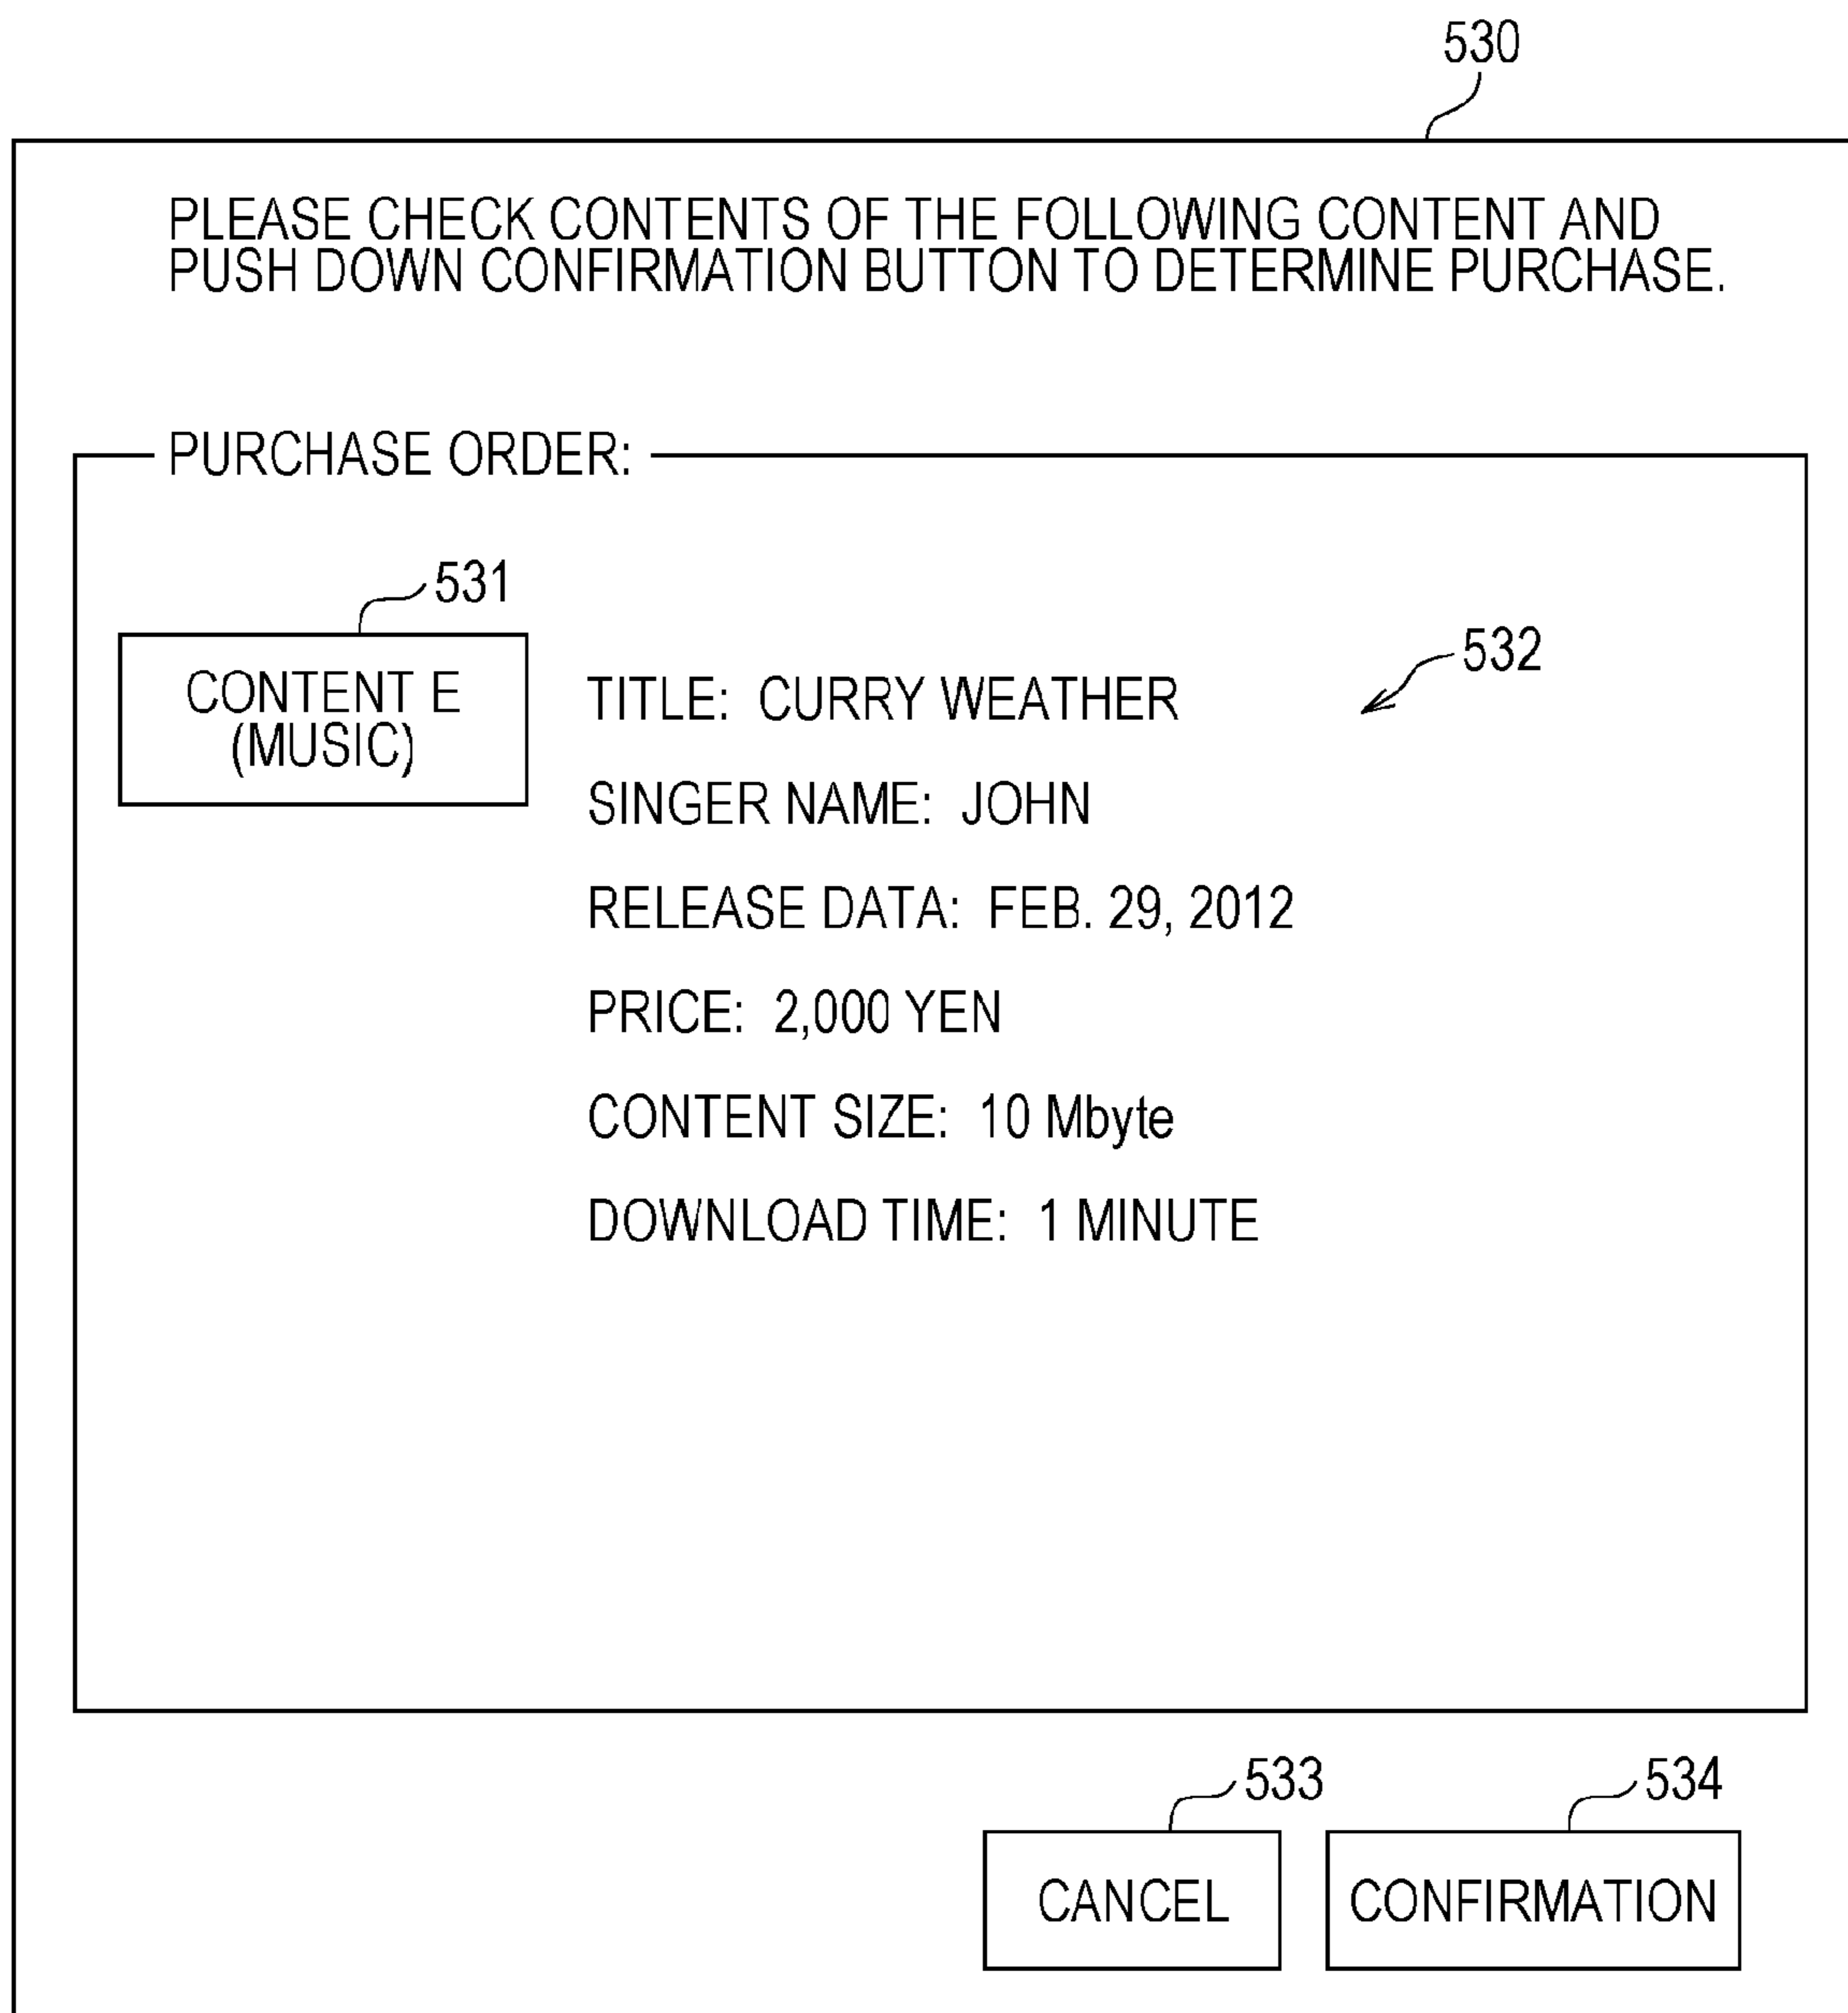 530
PLEASE CHECK CONTENTS OF THE FOLLOWING CONTENT AND
PUSH DOWN CONFIRMATION BUTTON TO DETERMINE PURCHASE.
PURCHASE ORDER:
531
CONTENT E
(MUSIC)
532
TITLE: CURRY WEATHER
SINGER NAME: JOHN
RELEASE DATA: FEB. 29, 2012
PRICE: 2,000 YEN
CONTENT SIZE: 10 Mbyte
DOWNLOAD TIME: 1 MINUTE
533
534
CANCEL
CONFIRMATION